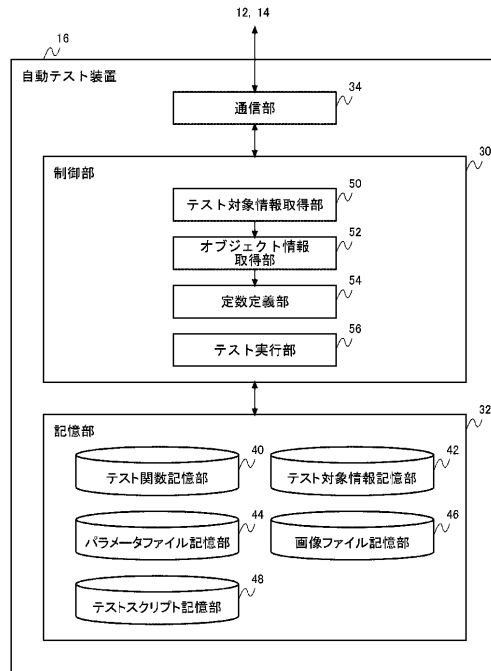 12, 14
16
自動テスト装置
34
通信部
30
制御部
50
テスト対象情報取得部
52
オブジェクト情報
取得部
54
定数定義部
56
テスト実行部
32
記憶部
40
テスト関数記憶部
42
テスト対象情報記憶部
44
パラメータファイル記憶部
46
画像ファイル記憶部
48
テストスクリプト記憶部